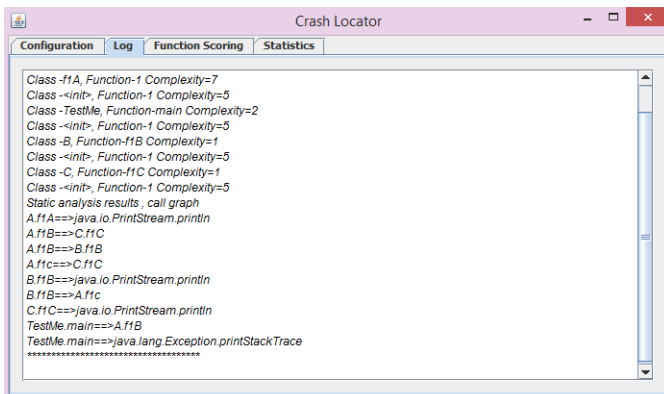 Crash Locator
Configuration Log Function Scoring Statistics
Class -f1A, Function-1 Complexity=7
Class -<init>, Function-1 Complexity=5
Class -TestMe, Function-main Complexity=2
Class -<init>, Function-1 Complexity=5
Class -B, Function-f1B Complexity=1
Class -<init>, Function-1 Complexity=5
Class -C, Function-f1C Complexity=1
Class -<init>, Function-1 Complexity=5
Static analysis results , call graph
A.f1A==>java.io.PrintStream.println
A.f1B==>C.f1C
A.f1B==>B.f1B
A.f1c==>C.f1C
B.f1B==>java.io.PrintStream.println
B.f1B==>A.f1c
C.f1C==>java.io.PrintStream.println
TestMe.main==>A.f1B
TestMe.main==>java.lang.Exception.printStackTrace
************************************